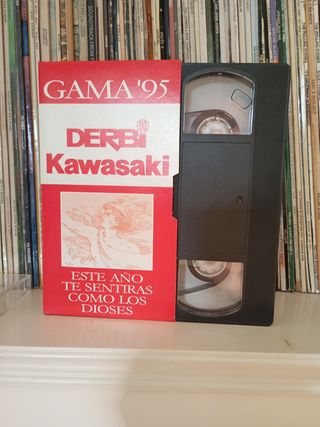 GAMA '95
DERBI
Kawasaki
ESTE AÑO
TE SENTIRAS
COMO LOS
DIOSES